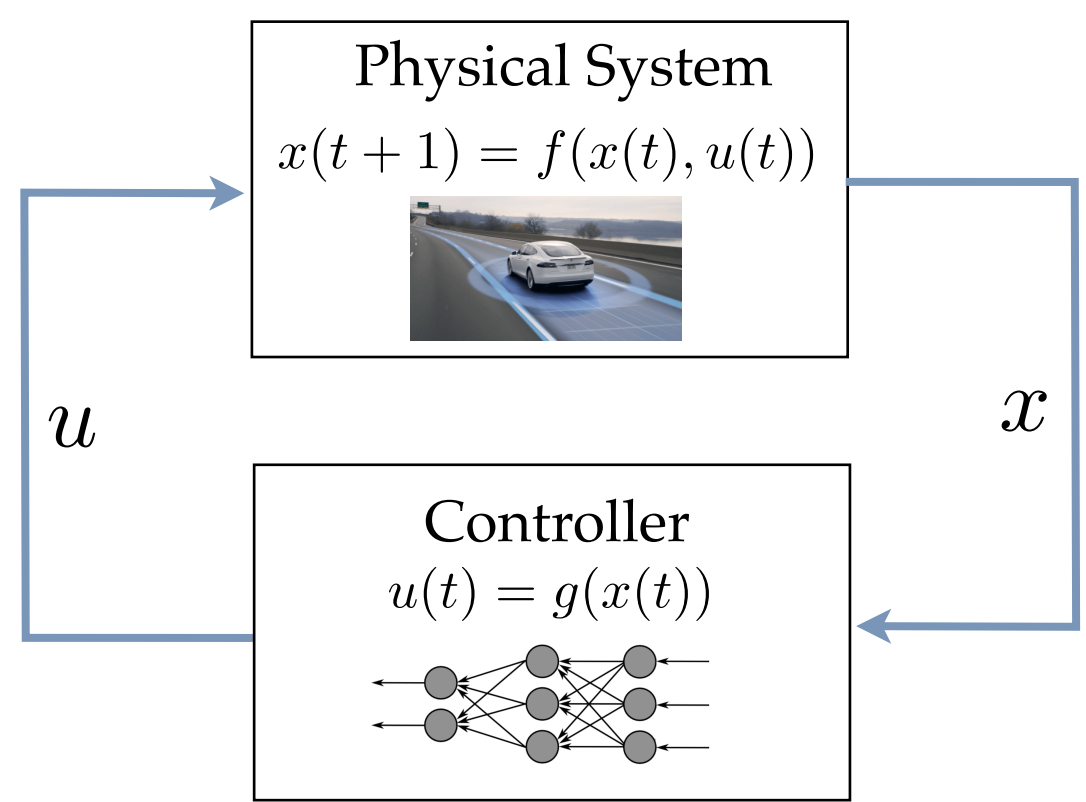 Physical System
x(t + 1) = f(x(t), u(t))
u
x
Controller
u(t) = g(x(t))